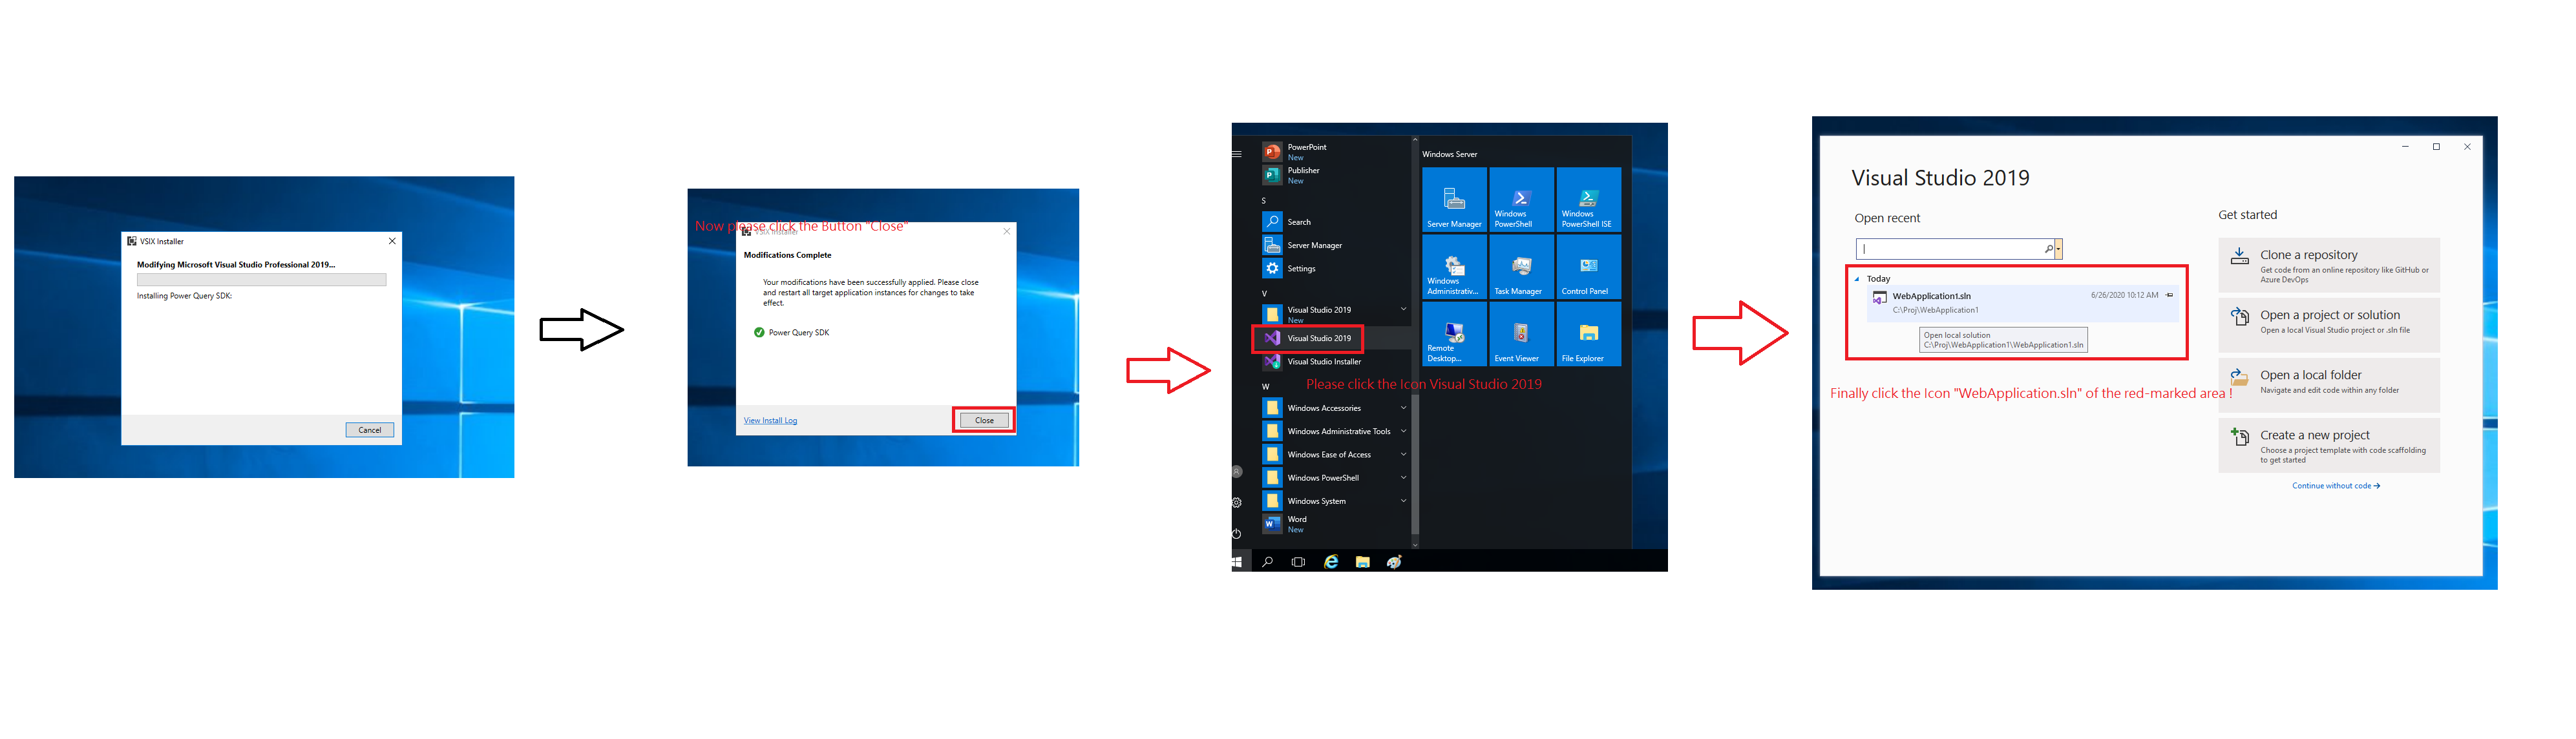 VSIX Installer
Modifying Microsoft Visual Studio Professional 2019...
Installing Power Query SDK:
Cancel
Now please click the Button "Close"
VSIX Installer
Modifications Complete
Your modifications have been successfully applied. Please close
and restart all target application instances for changes to take
effect.
Power Query SDK
View Install Log
Close
PowerPoint
New
Publisher
New
S
Search
Server Manager
Settings
V
Visual Studio 2019
New
Visual Studio 2019
Visual Studio Installer
Please click the Icon Visual Studio 2019
W
Windows Accessories
Windows Administrative Tools
Windows Ease of Access
Windows PowerShell
Windows System
Word
New
Windows Server
Server Manager
Windows
PowerShell
Windows
PowerShell ISE
Windows
Administrativ...
Task Manager
Control Panel
Remote
Desktop...
Event Viewer
File Explorer
Visual Studio 2019
Open recent
Today
WebApplication1.sln
6/26/2020 10:12 AM
C:\Proj\WebApplication1
Open local solution
C:\Proj\WebApplication1\WebApplication1.sln
Finally click the Icon "WebApplication.sln" of the red-marked area !
Get started
Clone a repository
Get code from an online repository like GitHub or
Azure DevOps
Open a project or solution
Open a local Visual Studio project or .sln file
Open a local folder
Navigate and edit code within any folder
Create a new project
Choose a project template with code scaffolding
to get started
Continue without code →